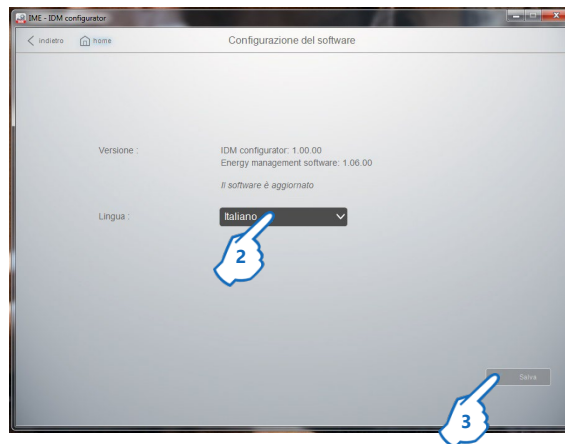 IME - IDM configurator
indietro home Configurazione del software
Versione : IDM configurator: 1.00.00
Energy management software: 1.06.00
Il software è aggiornato
Lingua : Italiano
2
Salva
3